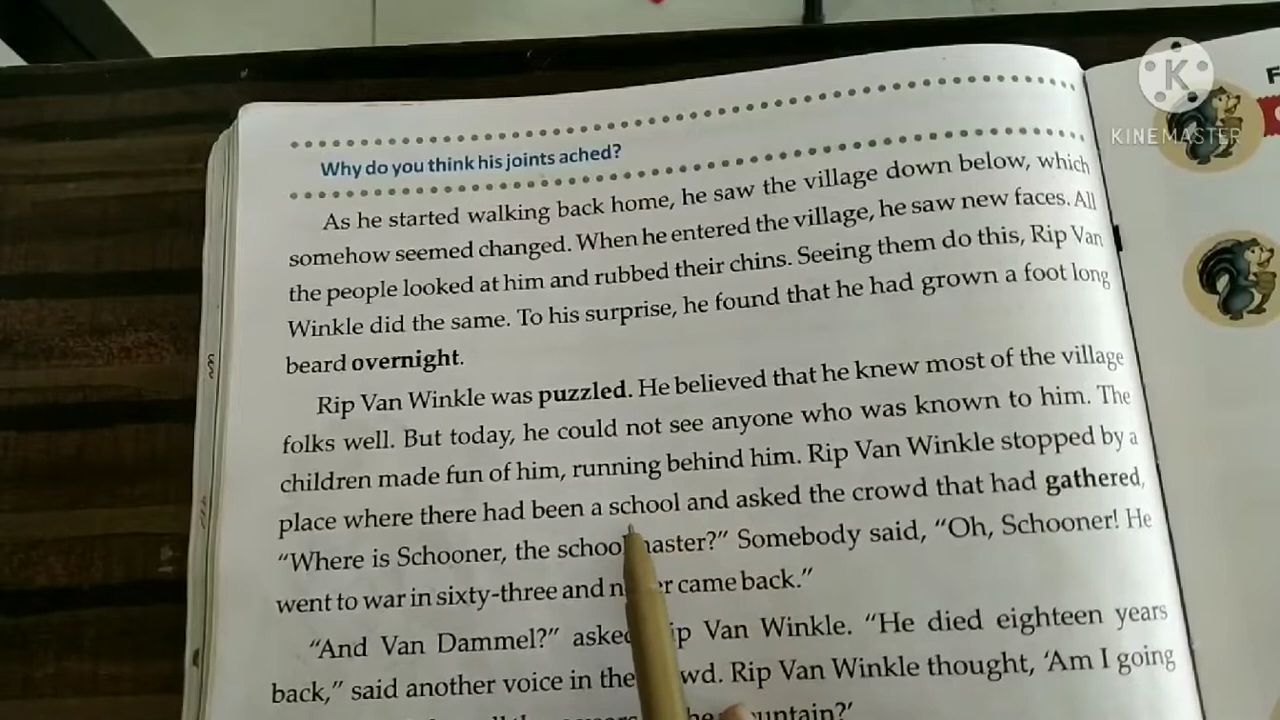 Why do you think his joints ached?
As he started walking back home, he saw the village down below, which
somehow seemed changed. When he entered the village, he saw new faces. All
the people looked at him and rubbed their chins. Seeing them do this, Rip Van
Winkle did the same. To his surprise, he found that he had grown a foot long
beard overnight.
Rip Van Winkle was puzzled. He believed that he knew most of the village
folks well. But today, he could not see anyone who was known to him. The
children made fun of him, running behind him. Rip Van Winkle stopped by a
place where there had been a school and asked the crowd that had gathered,
“Where is Schooner, the schoolmaster?” Somebody said, “Oh, Schooner! He
went to war in sixty-three and never came back.”
“And Van Dammel?” asked Rip Van Winkle. “He died eighteen years
back,” said another voice in the crowd. Rip Van Winkle thought, ‘Am I going
mountain?’
K
KINEMASTER